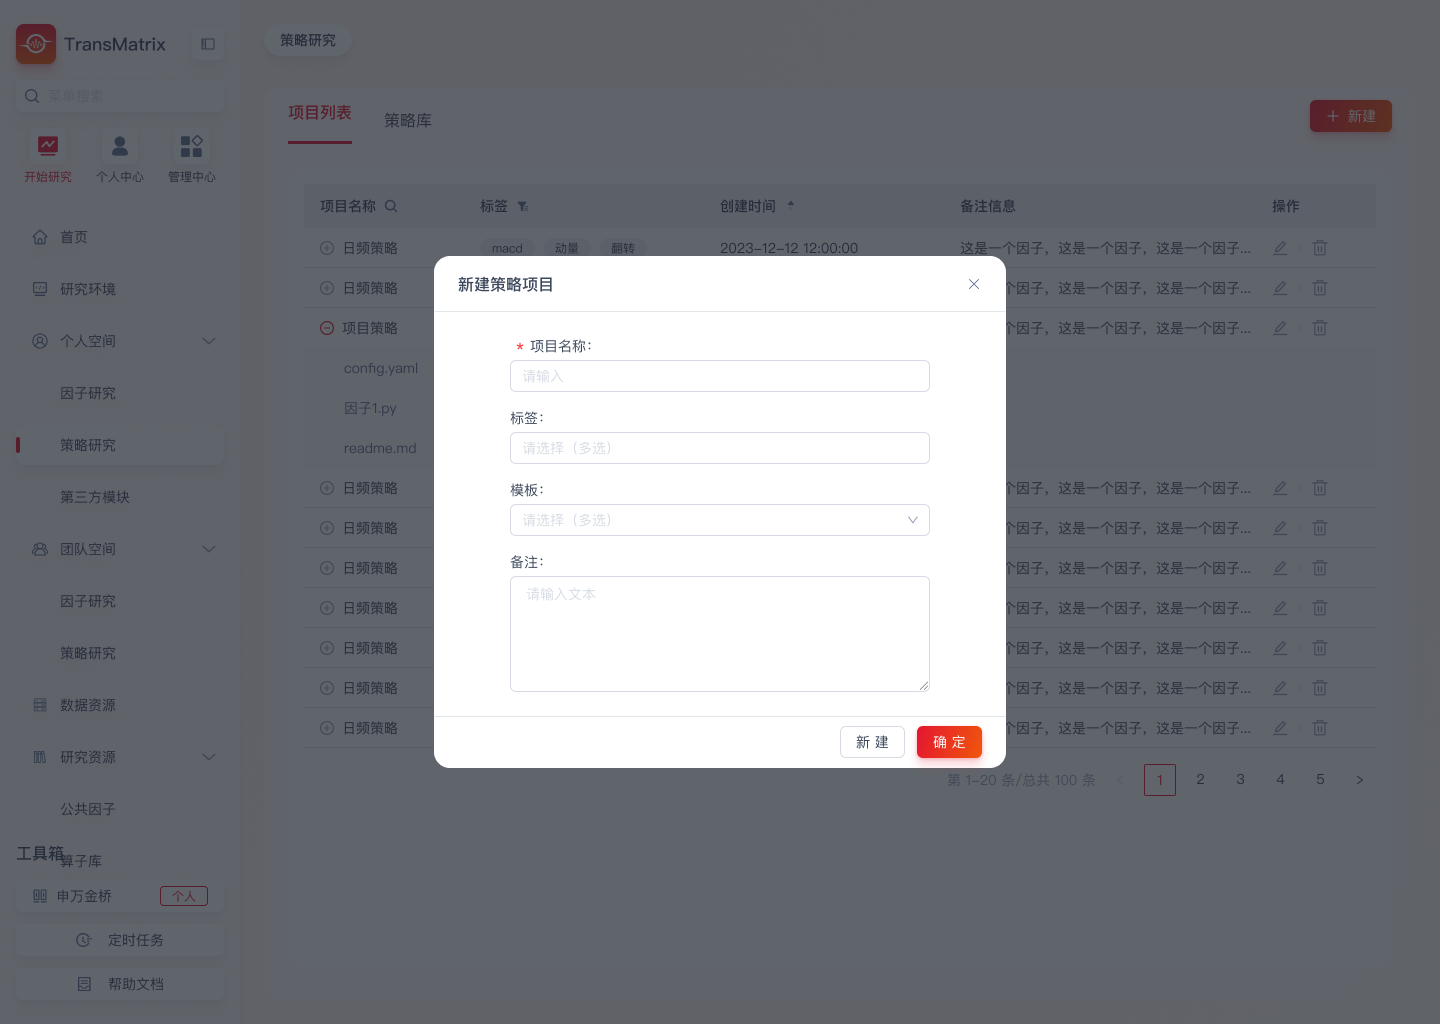 TransMatrix
菜单搜索
开始研究 个人中心 管理中心
首页
研究环境
个人空间
因子研究
策略研究
第三方模块
团队空间
因子研究
策略研究
数据资源
研究资源
公共因子
算子库
工具箱
申万金桥 个人
定时任务
帮助文档
策略研究
项目列表 策略库 新建
项目名称 标签 创建时间 备注信息 操作
日频策略 macd 动量 翻转 2023-12-12 12:00:00 这是一个因子，这是一个因子，这是一个因子...
日频策略 个因子，这是一个因子，这是一个因子...
项目策略 个因子，这是一个因子，这是一个因子...
config.yaml
因子1.py
readme.md
日频策略 个因子，这是一个因子，这是一个因子...
日频策略 个因子，这是一个因子，这是一个因子...
日频策略 个因子，这是一个因子，这是一个因子...
日频策略 个因子，这是一个因子，这是一个因子...
日频策略 个因子，这是一个因子，这是一个因子...
日频策略 个因子，这是一个因子，这是一个因子...
日频策略 个因子，这是一个因子，这是一个因子...
第 1-20 条/总共 100 条 < 1 2 3 4 5 >
新建策略项目
* 项目名称：
请输入
标签：
请选择（多选）
模板：
请选择（多选）
备注：
请输入文本
新 建 确 定